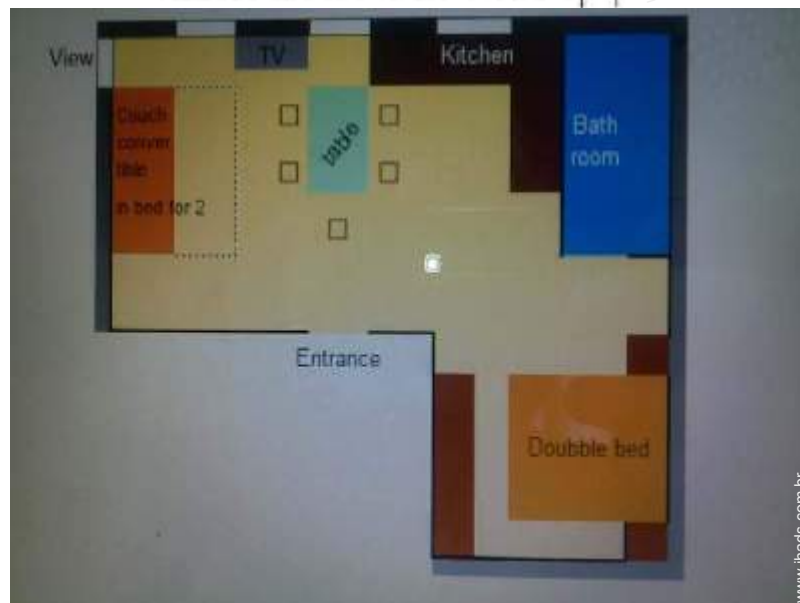 View
TV
Kitchen
Couch
conver
tible
in bed for 2
table
Bath
room
Entrance
Doubble bed
www.ibeds.com.br